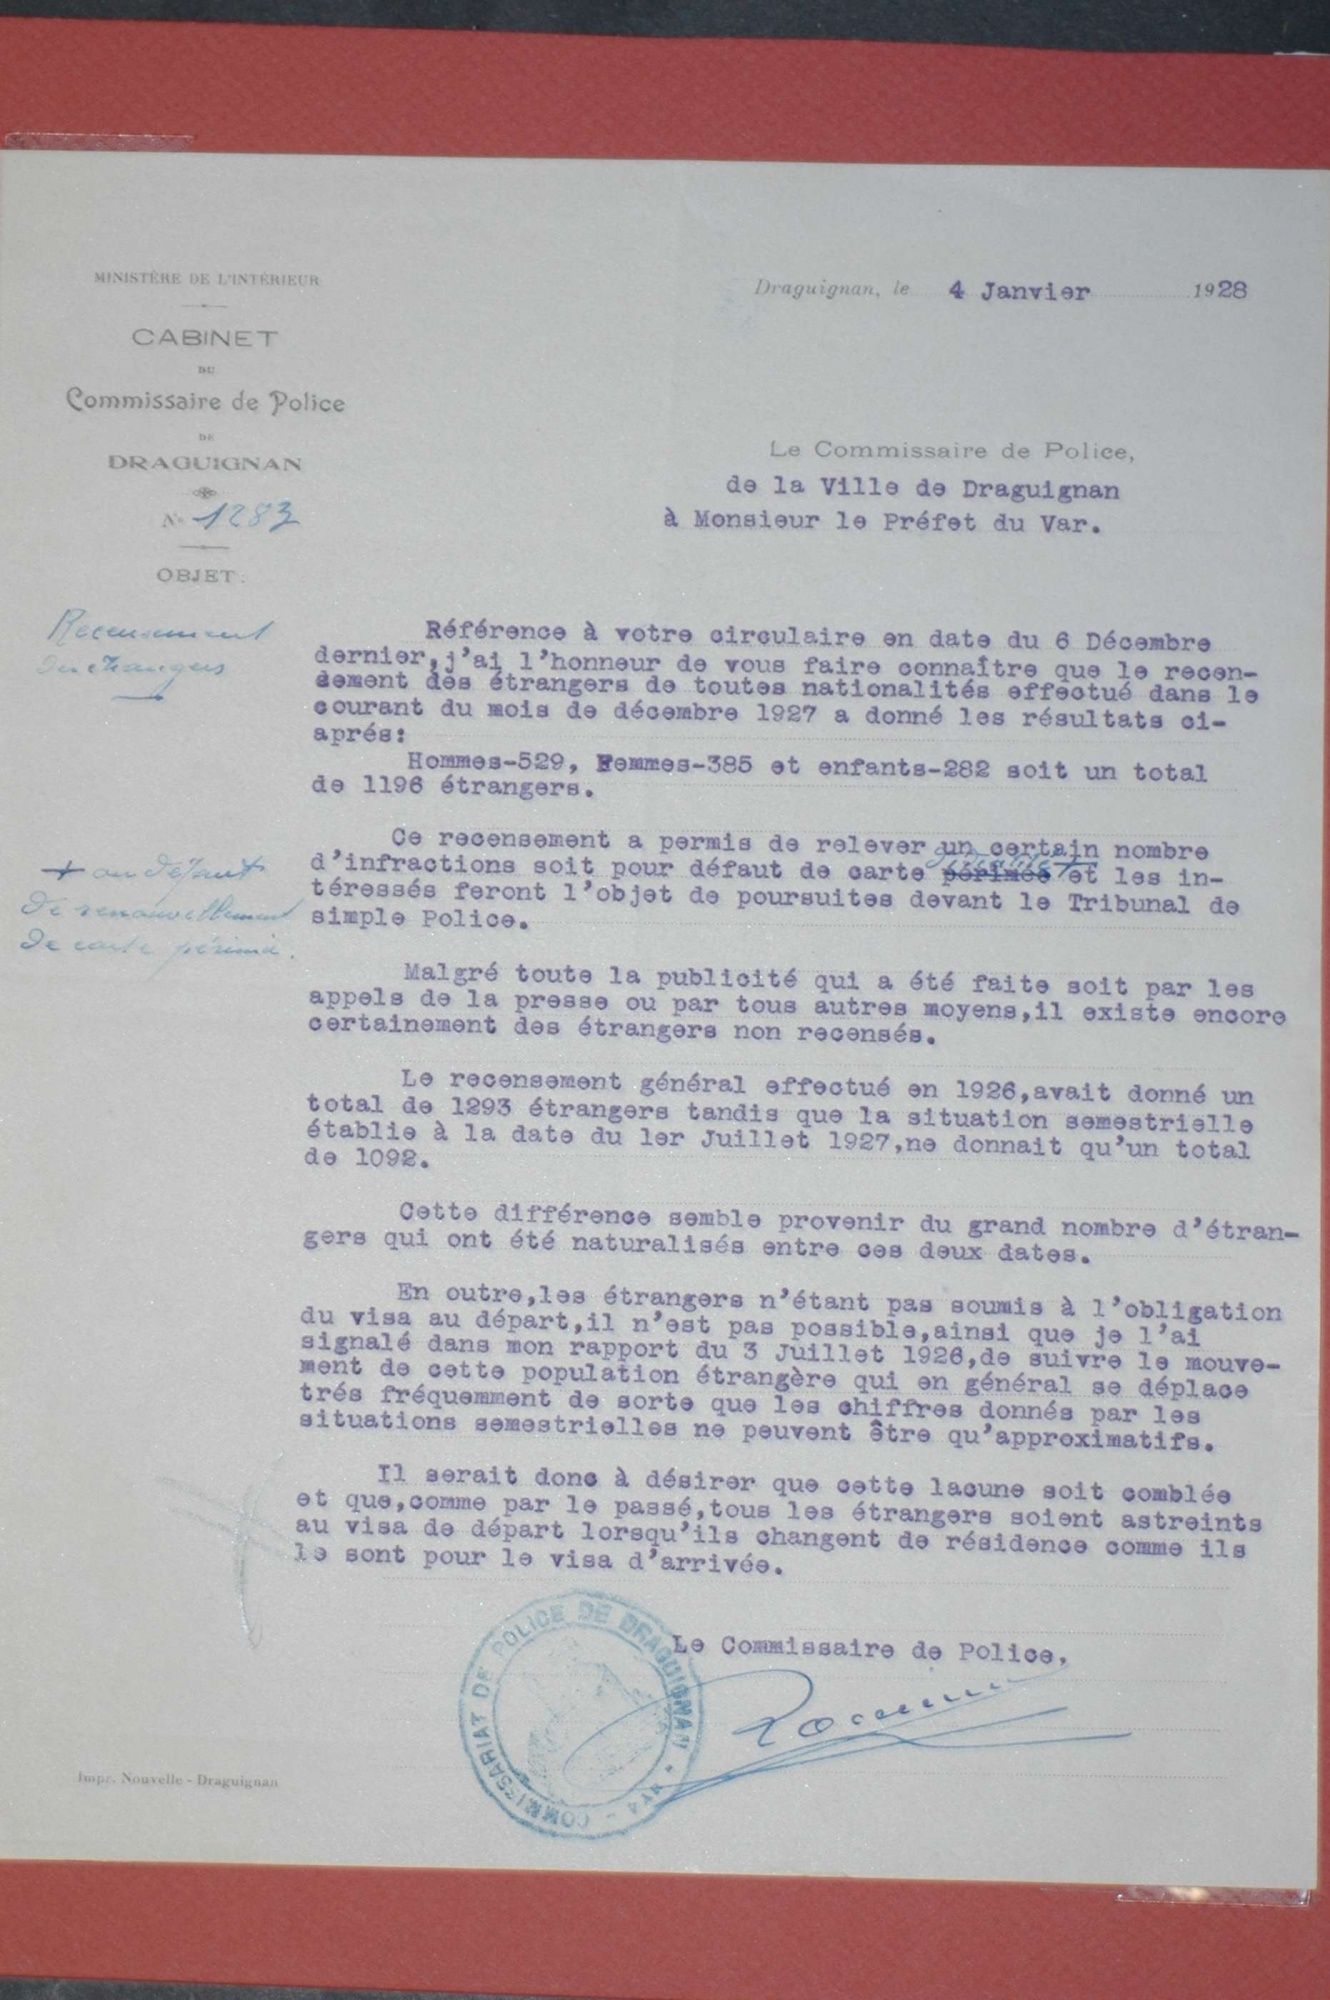 MINISTÈRE DE L'INTÉRIEUR
CABINET
DU
Commissaire de Police
DE
DRAGUIGNAN
N° 1283
OBJET:
Recensement
des étrangers
Draguignan, le 4 Janvier 1928
Le Commissaire de Police,
de la Ville de Draguignan
à Monsieur le Préfet du Var.
Référence à votre circulaire en date du 6 Décembre
dernier,j'ai l'honneur de vous faire connaître que le recen-
sement des étrangers de toutes nationalités effectué dans le
courant du mois de décembre 1927 a donné les résultats ci-
aprés:
Hommes-529, Femmes-385 et enfants-282 soit un total
de 1196 étrangers.
Ce recensement a permis de relever un certain nombre
d'infractions soit pour défaut de carte périmée et les in-
téressés feront l'objet de poursuites devant le Tribunal de
simple Police.
+ ou défaut
de renouvellement
de carte périmée.
Malgré toute la publicité qui a été faite soit par les
appels de la presse ou par tous autres moyens,il existe encore
certainement des étrangers non recensés.
Le recensement général effectué en 1926,avait donné un
total de 1293 étrangers tandis que la situation semestrielle
établie à la date du 1er Juillet 1927,ne donnait qu'un total
de 1092.
Cette différence semble provenir du grand nombre d'étran-
gers qui ont été naturalisés entre ces deux dates.
En outre,les étrangers n'étant pas soumis à l'obligation
du visa au départ,il n'est pas possible,ainsi que je l'ai
signalé dans mon rapport du 3 Juillet 1926,de suivre le mouve-
ment de cette population étrangère qui en général se déplace
trés fréquemment de sorte que les chiffres donnés par les
situations semestrielles ne peuvent être qu'approximatifs.
Il serait donc à désirer que cette lacune soit comblée
et que,comme par le passé,tous les étrangers soient astreints
au visa de départ lorsqu'ils changent de résidence comme ils
le sont pour le visa d'arrivée.
Le Commissaire de Police,
COMMISSARIAT DE POLICE DE DRAGUIGNAN - VAR -
Impr. Nouvelle - Draguignan